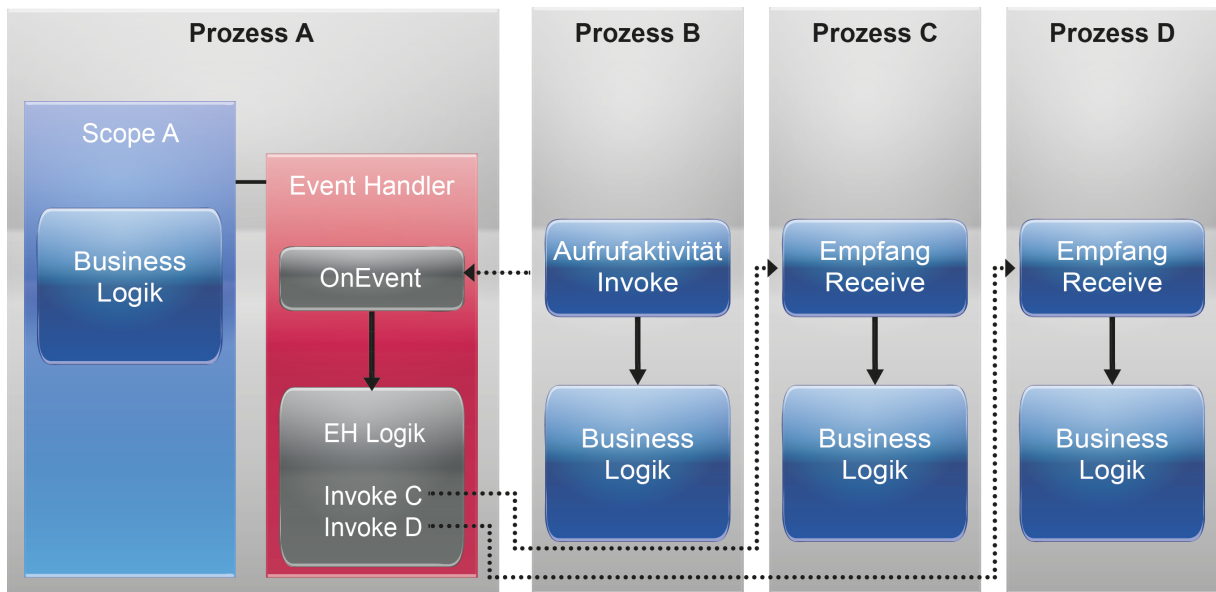 Prozess A
Scope A
Business
Logik
Event Handler
OnEvent
EH Logik
Invoke C
Invoke D
Prozess B
Aufrufaktivität
Invoke
Business
Logik
Prozess C
Empfang
Receive
Business
Logik
Prozess D
Empfang
Receive
Business
Logik